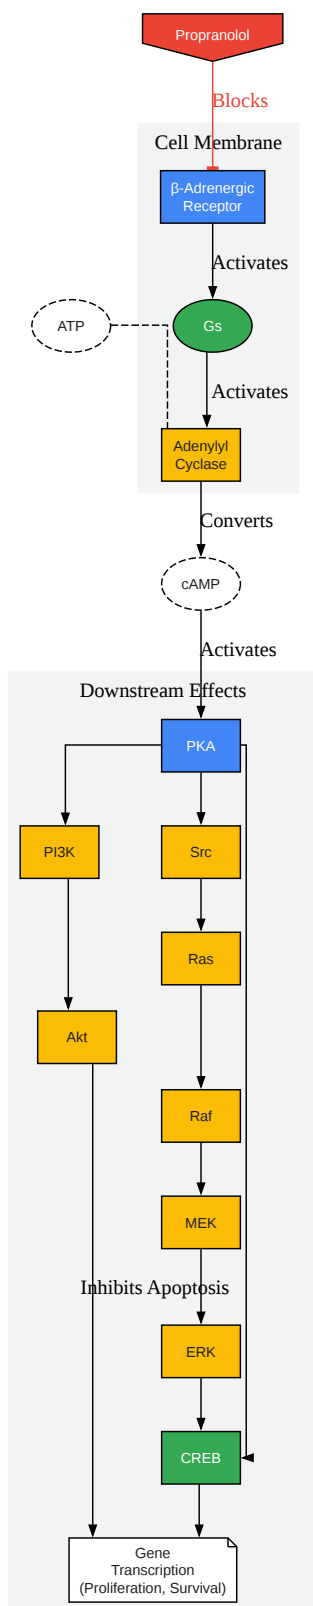 Propranolol
Blocks
Cell Membrane
β-Adrenergic
Receptor
Activates
ATP
Gs
Activates
Adenylyl
Cyclase
Converts
cAMP
Activates
Downstream Effects
PKA
PI3K
Src
Ras
Akt
Raf
MEK
Inhibits Apoptosis
ERK
CREB
Gene
Transcription
(Proliferation, Survival)